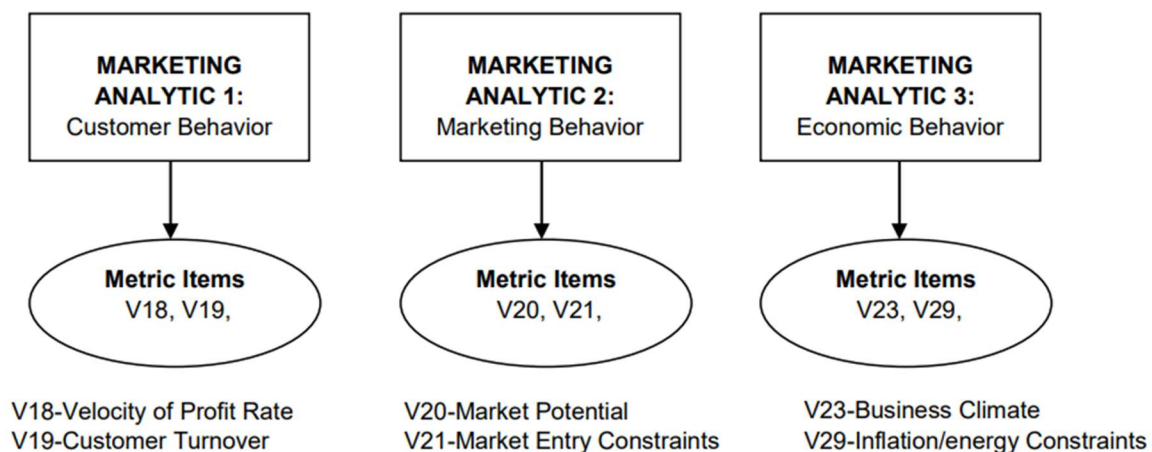 MARKETING
ANALYTIC 1:
Customer Behavior
MARKETING
ANALYTIC 2:
Marketing Behavior
MARKETING
ANALYTIC 3:
Economic Behavior
Metric Items
V18, V19,
Metric Items
V20, V21,
Metric Items
V23, V29,
V18-Velocity of Profit Rate
V19-Customer Turnover
V20-Market Potential
V21-Market Entry Constraints
V23-Business Climate
V29-Inflation/energy Constraints